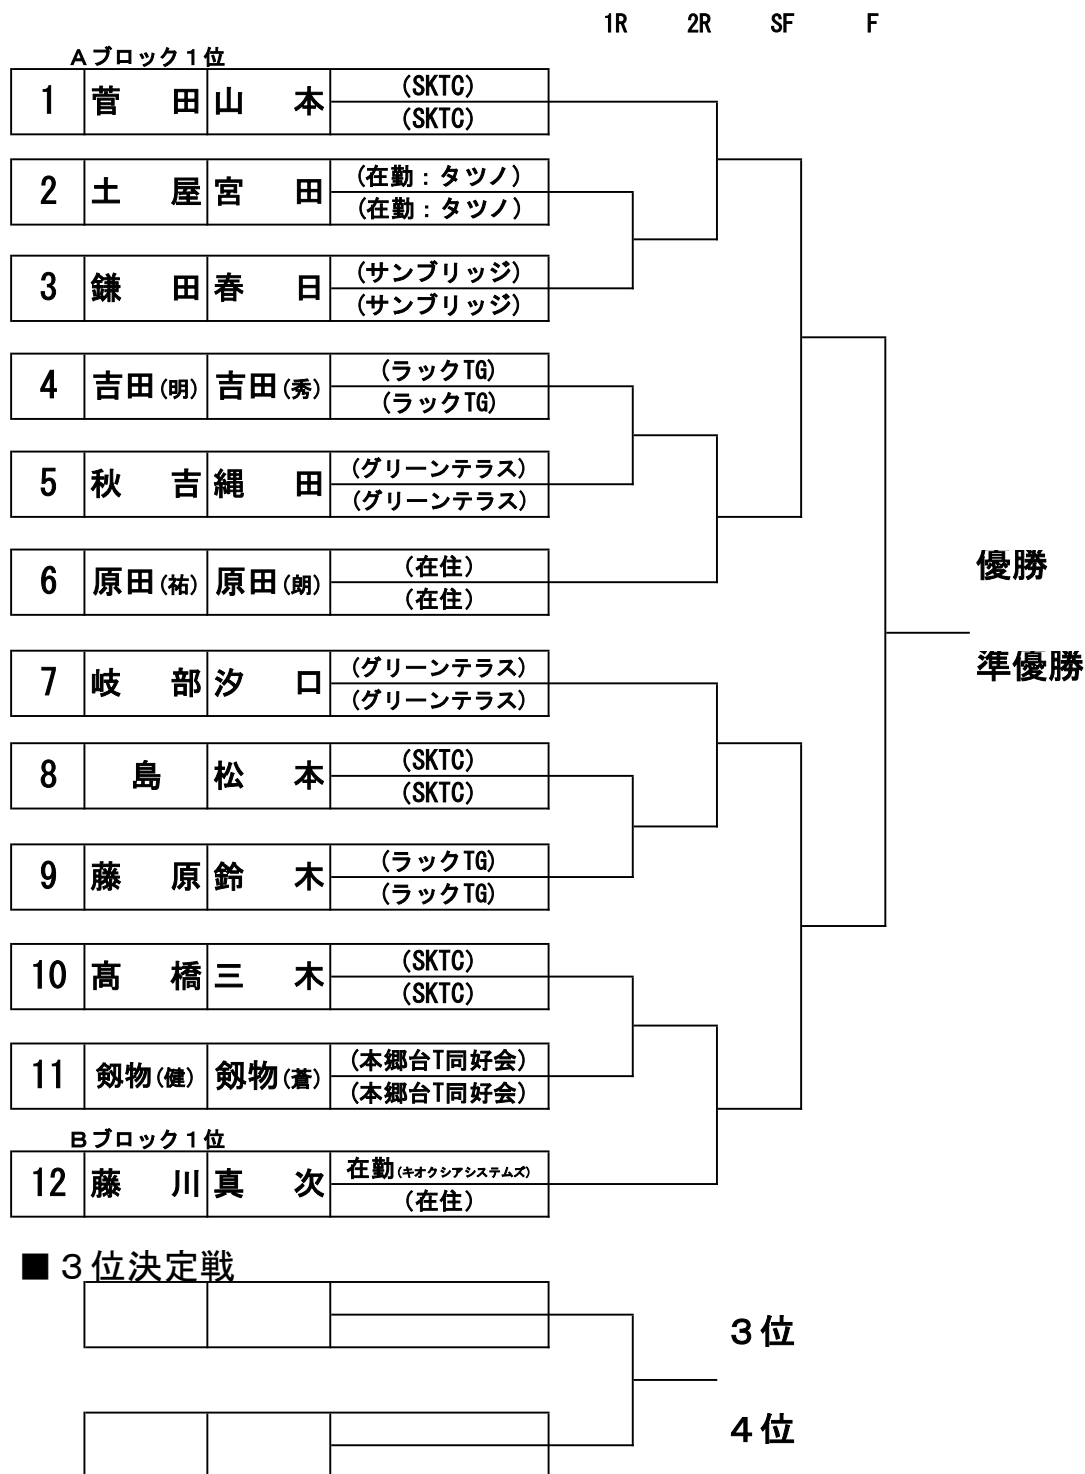 1R 2R SF F
Aブロック1位
1 菅田 山本 (SKTC)
(SKTC)
2 土屋 宮田 (在勤:タツノ)
(在勤:タツノ)
3 鎌田 春日 (サンブリッジ)
(サンブリッジ)
4 吉田(明) 吉田(秀) (ラックTG)
(ラックTG)
5 秋吉 縄田 (グリーンテラス)
(グリーンテラス)
6 原田(祐) 原田(朗) (在住)
(在住)
優勝
7 岐部 汐口 (グリーンテラス)
(グリーンテラス)
準優勝
8 島 松本 (SKTC)
(SKTC)
9 藤原 鈴木 (ラックTG)
(ラックTG)
10 髙橋 三木 (SKTC)
(SKTC)
11 剱物(健) 剱物(蒼) (本郷台T同好会)
(本郷台T同好会)
Bブロック1位
12 藤川 真次 在勤(キオクシアシステムズ)
(在住)
■3位決定戦
3位
4位